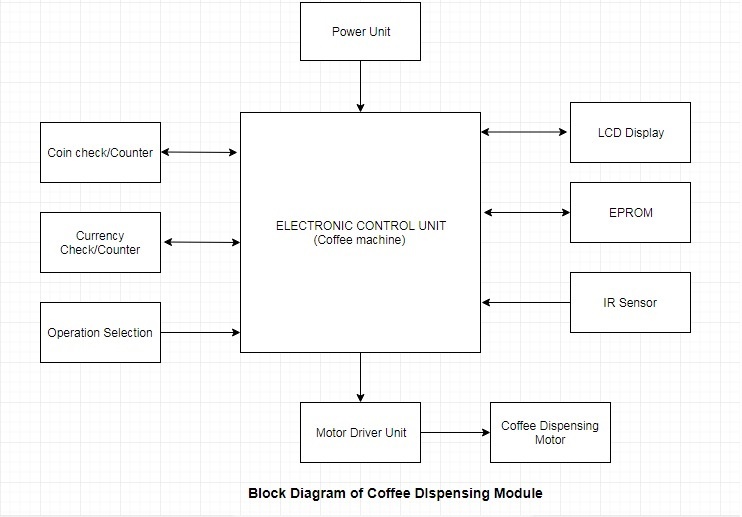 Power Unit
Coin check/Counter
LCD Display
Currency
Check/Counter
EPROM
ELECTRONIC CONTROL UNIT
(Coffee machine)
Operation Selection
IR Sensor
Motor Driver Unit
Coffee Dispensing
Motor
Block Diagram of Coffee DIspensing Module